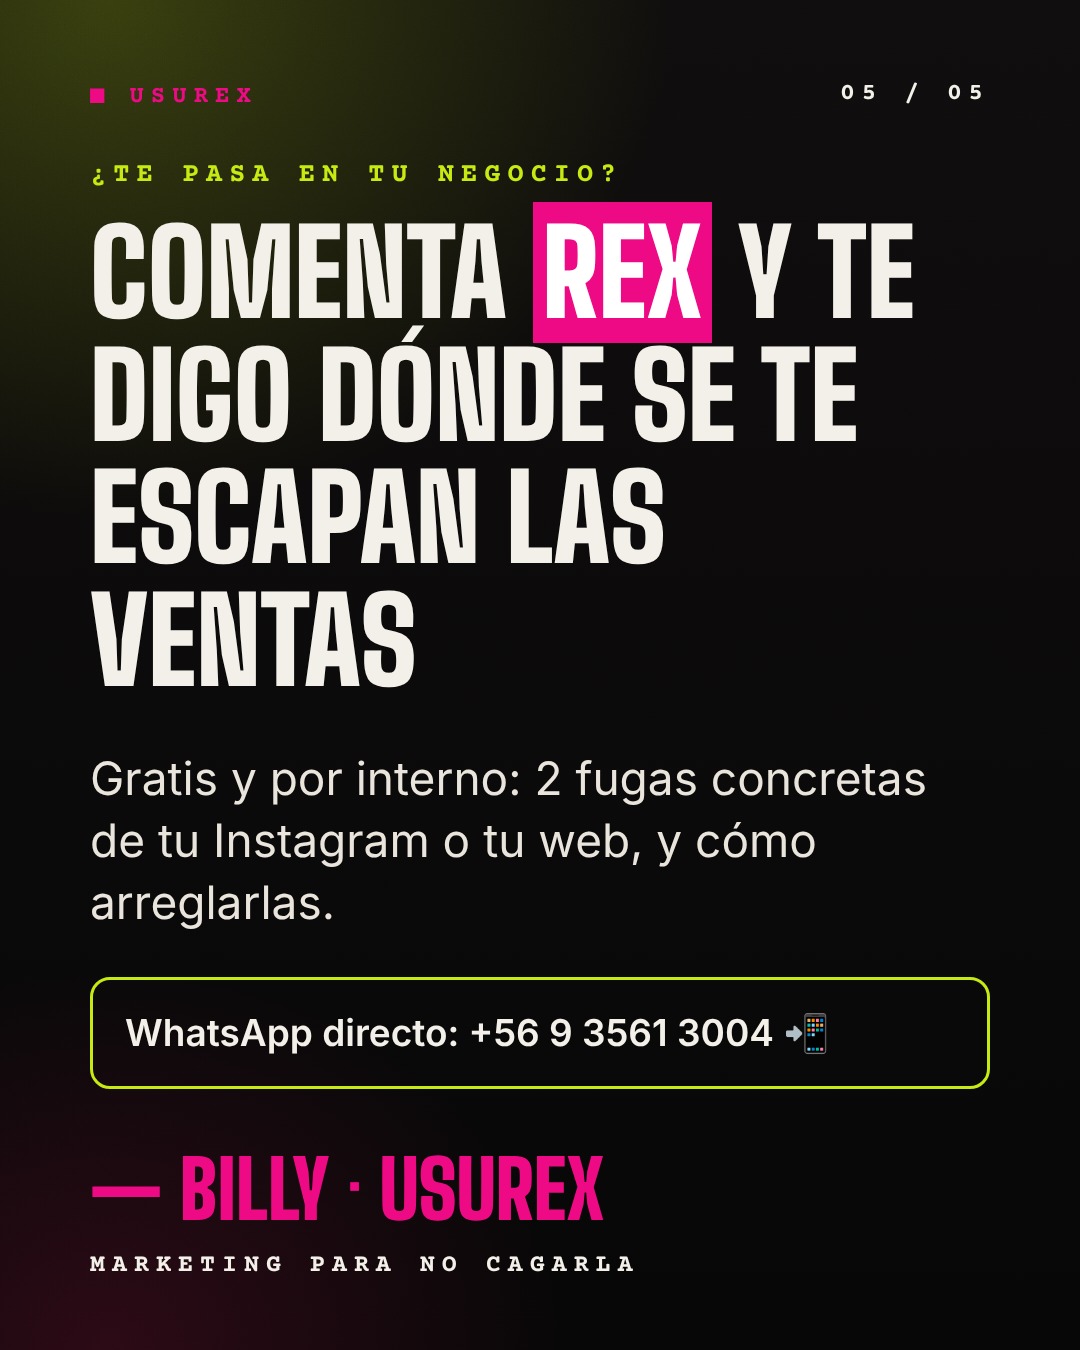 ■ USUREX
05 / 05
¿TE PASA EN TU NEGOCIO?
COMENTA REX Y TE
DIGO DÓNDE SE TE
ESCAPAN LAS
VENTAS
Gratis y por interno: 2 fugas concretas
de tu Instagram o tu web, y cómo
arreglarlas.
WhatsApp directo: +56 9 3561 3004 📲
— BILLY · USUREX
MARKETING PARA NO CAGARLA